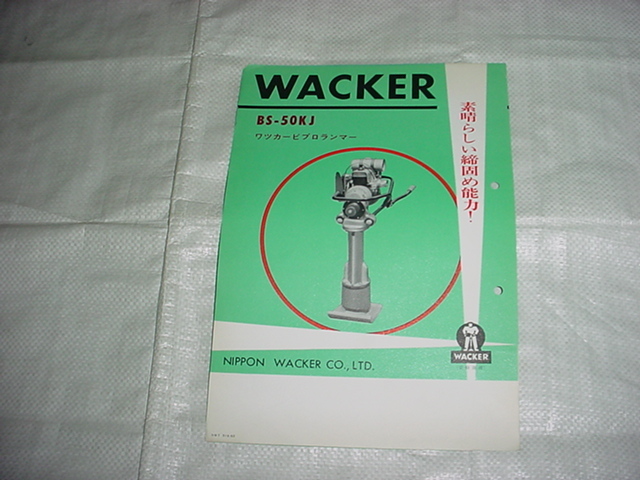 WACKER
BS-50KJ
ワツカービブロランマー
素晴らしい締固め能力!
WACKER
NIPPON WACKER CO., LTD.